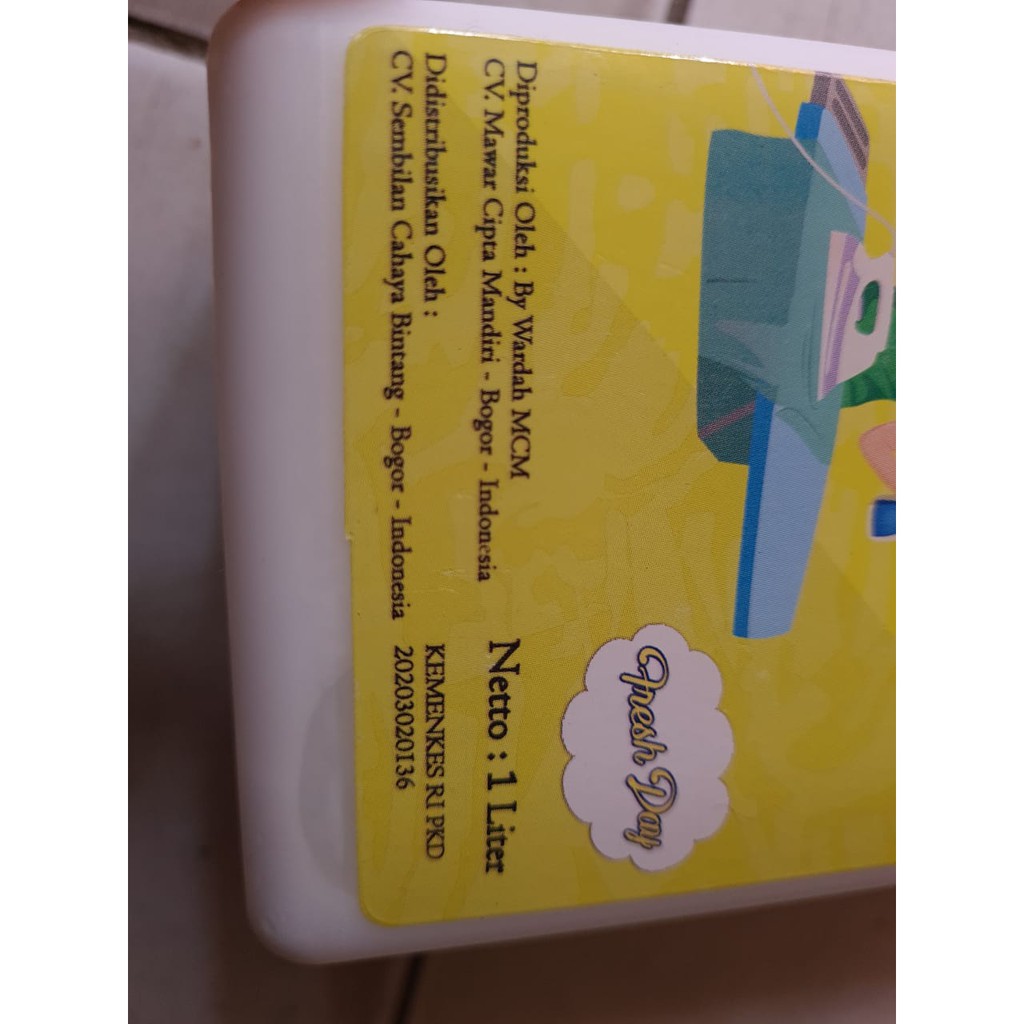 Fresh Day
Diproduksi Oleh : By Wardah MCM
CV. Mawar Cipta Mandiri - Bogor - Indonesia
Netto : 1 Liter
Didistribusikan Oleh :
CV. Sembilan Cahaya Bintang - Bogor - Indonesia
KEMENKES RI PKD
20203020136